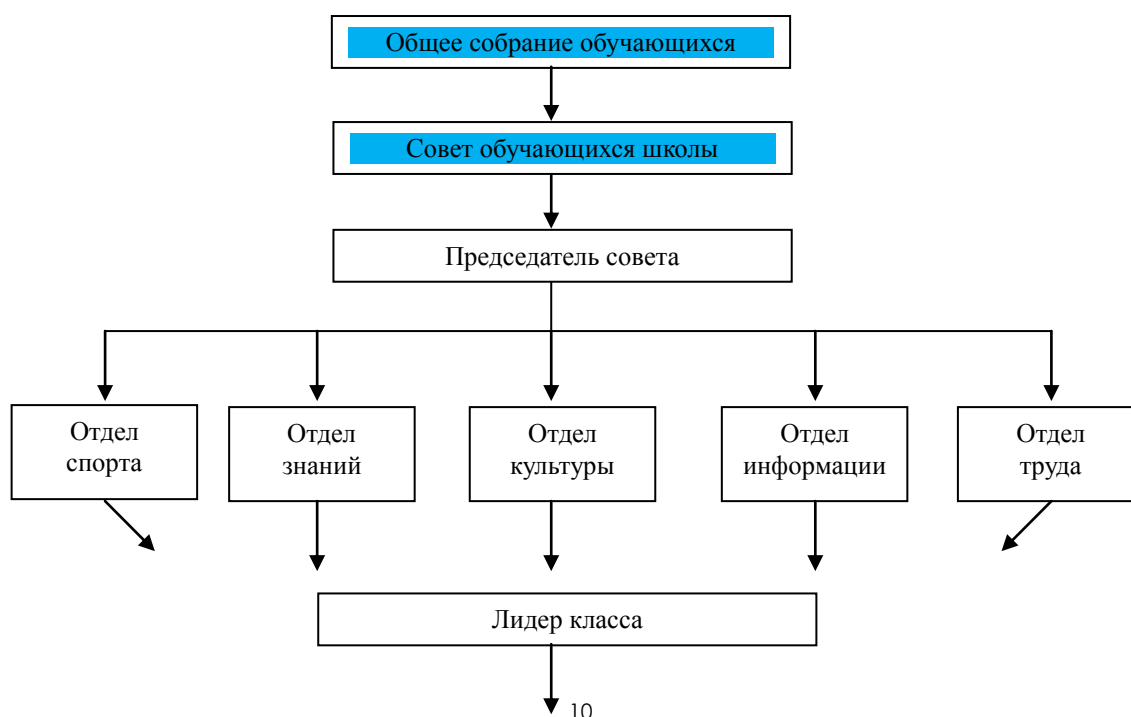 Общее собрание обучающихся
Совет обучающихся школы
Председатель совета
Отдел
спорта
Отдел
знаний
Отдел
культуры
Отдел
информации
Отдел
труда
Лидер класса
10